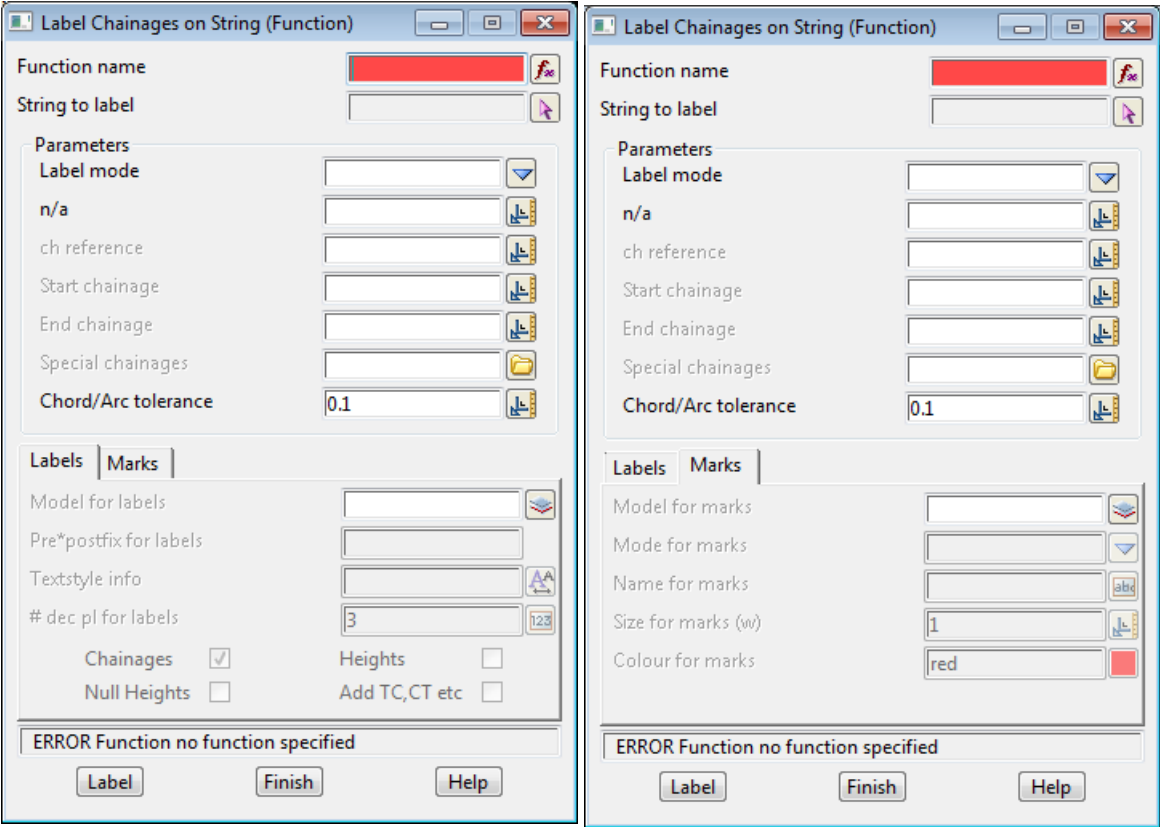 Label Chainages on String (Function)
Function name
String to label
Parameters
Label mode
n/a
ch reference
Start chainage
End chainage
Special chainages
Chord/Arc tolerance 0.1
Labels Marks
Model for labels
Pre*postfix for labels
Textstyle info
# dec pl for labels 3 123
Chainages Heights
Null Heights Add TC,CT etc
ERROR Function no function specified
Label Finish Help
Label Chainages on String (Function)
Function name
String to label
Parameters
Label mode
n/a
ch reference
Start chainage
End chainage
Special chainages
Chord/Arc tolerance 0.1
Labels Marks
Model for marks
Mode for marks
Name for marks abc
Size for marks (w) 1
Colour for marks red
ERROR Function no function specified
Label Finish Help